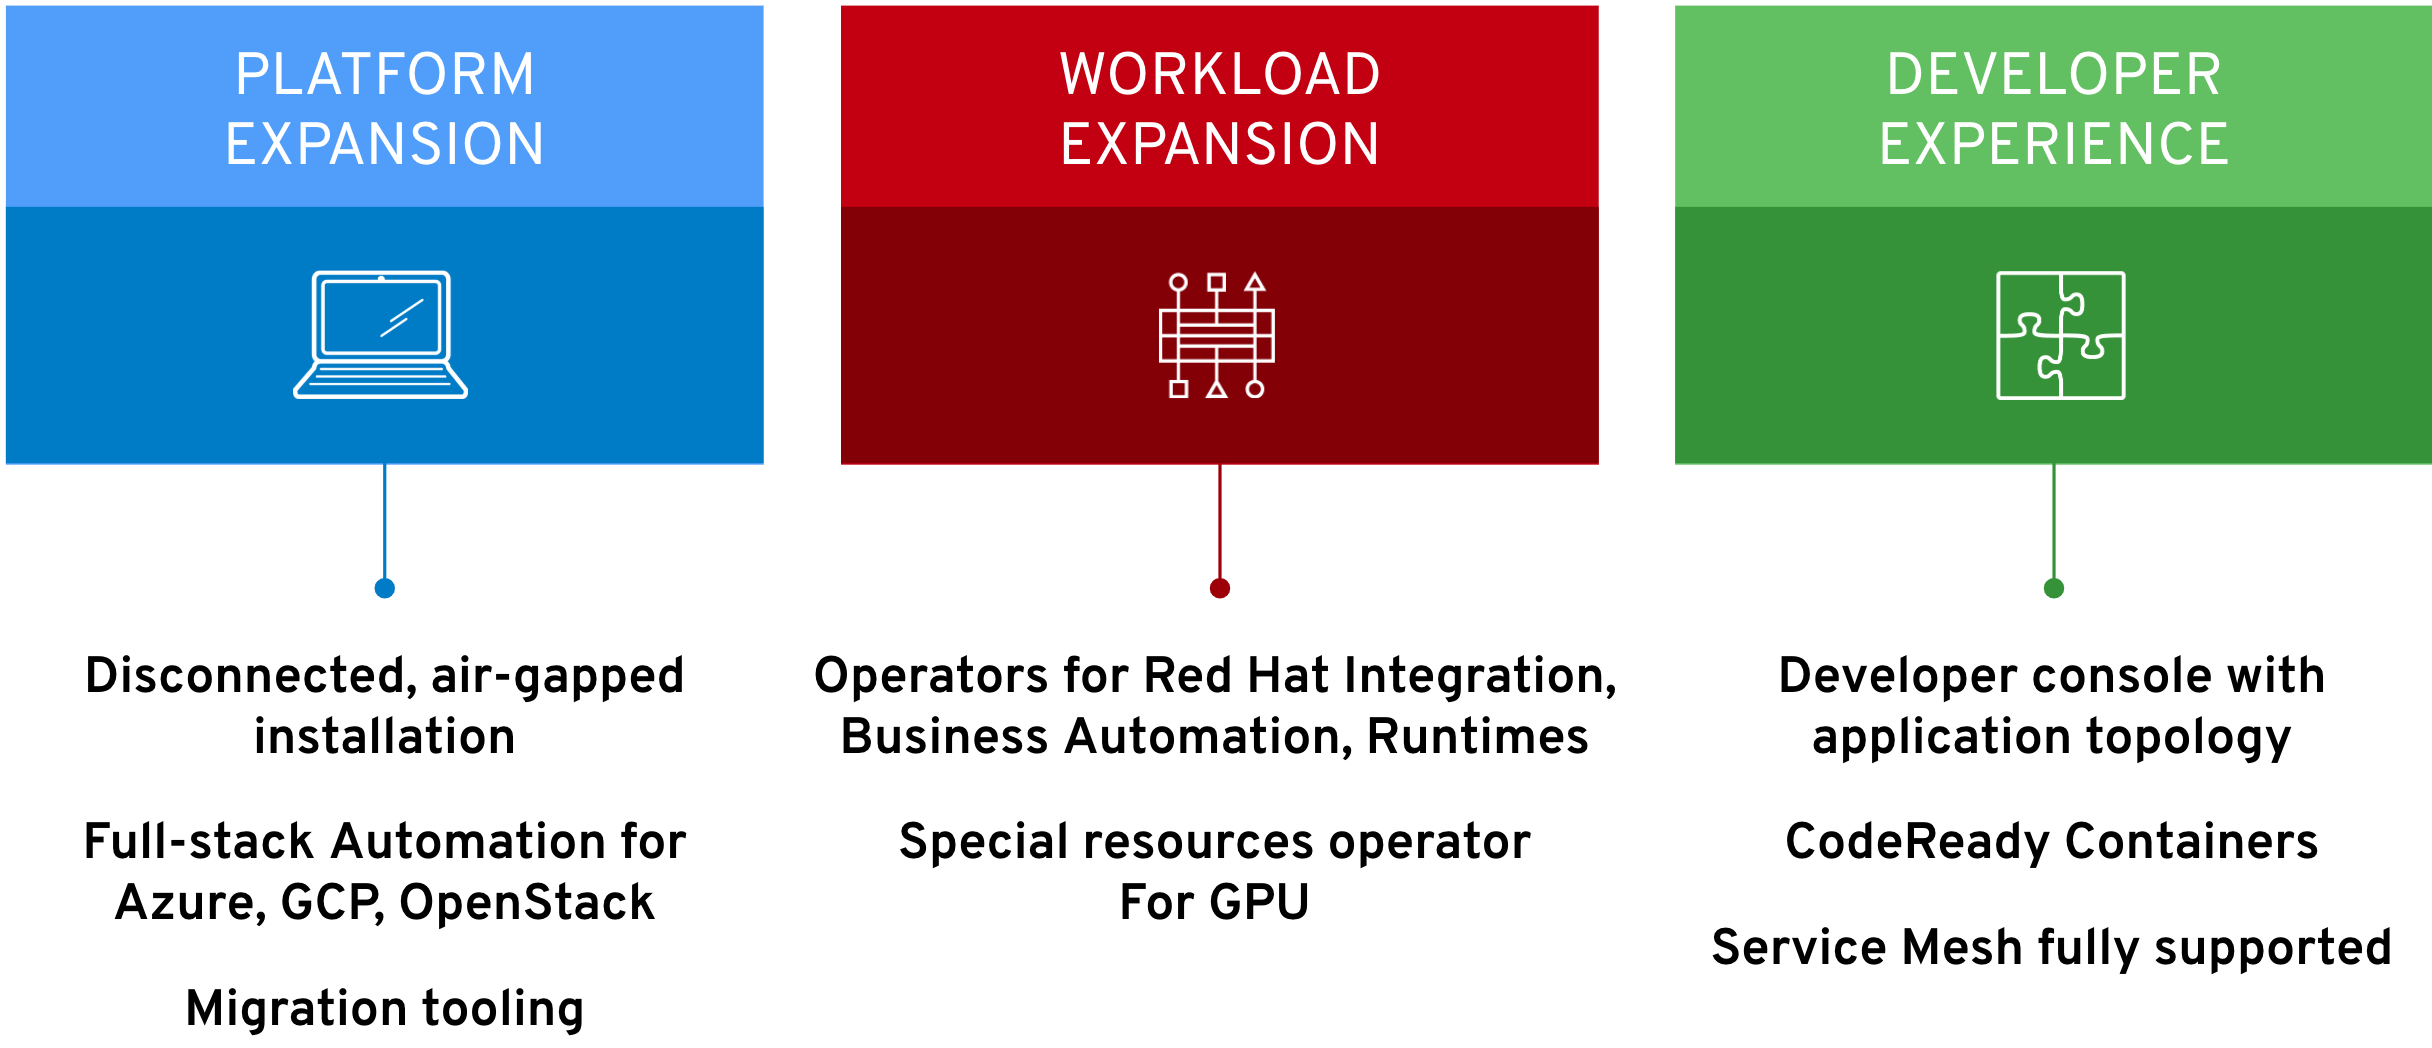 PLATFORM
EXPANSION
Disconnected, air-gapped
installation
Full-stack Automation for
Azure, GCP, OpenStack
Migration tooling
WORKLOAD
EXPANSION
Operators for Red Hat Integration,
Business Automation, Runtimes
Special resources operator
For GPU
DEVELOPER
EXPERIENCE
Developer console with
application topology
CodeReady Containers
Service Mesh fully supported